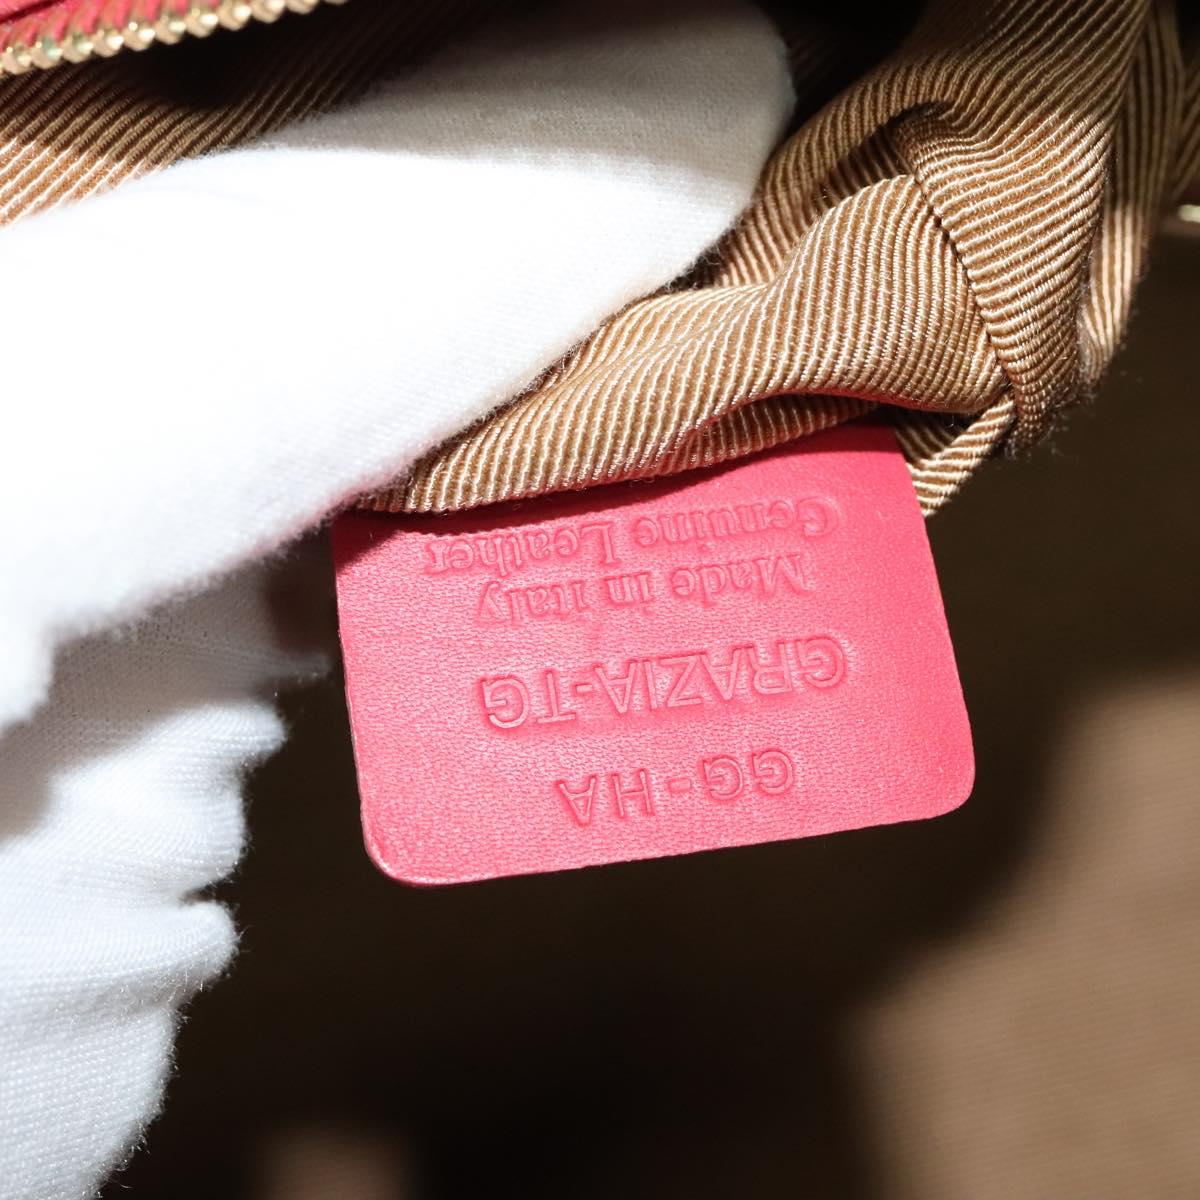 GG-HA
GRAZIA-TG
Made in Italy
Genuine Leather